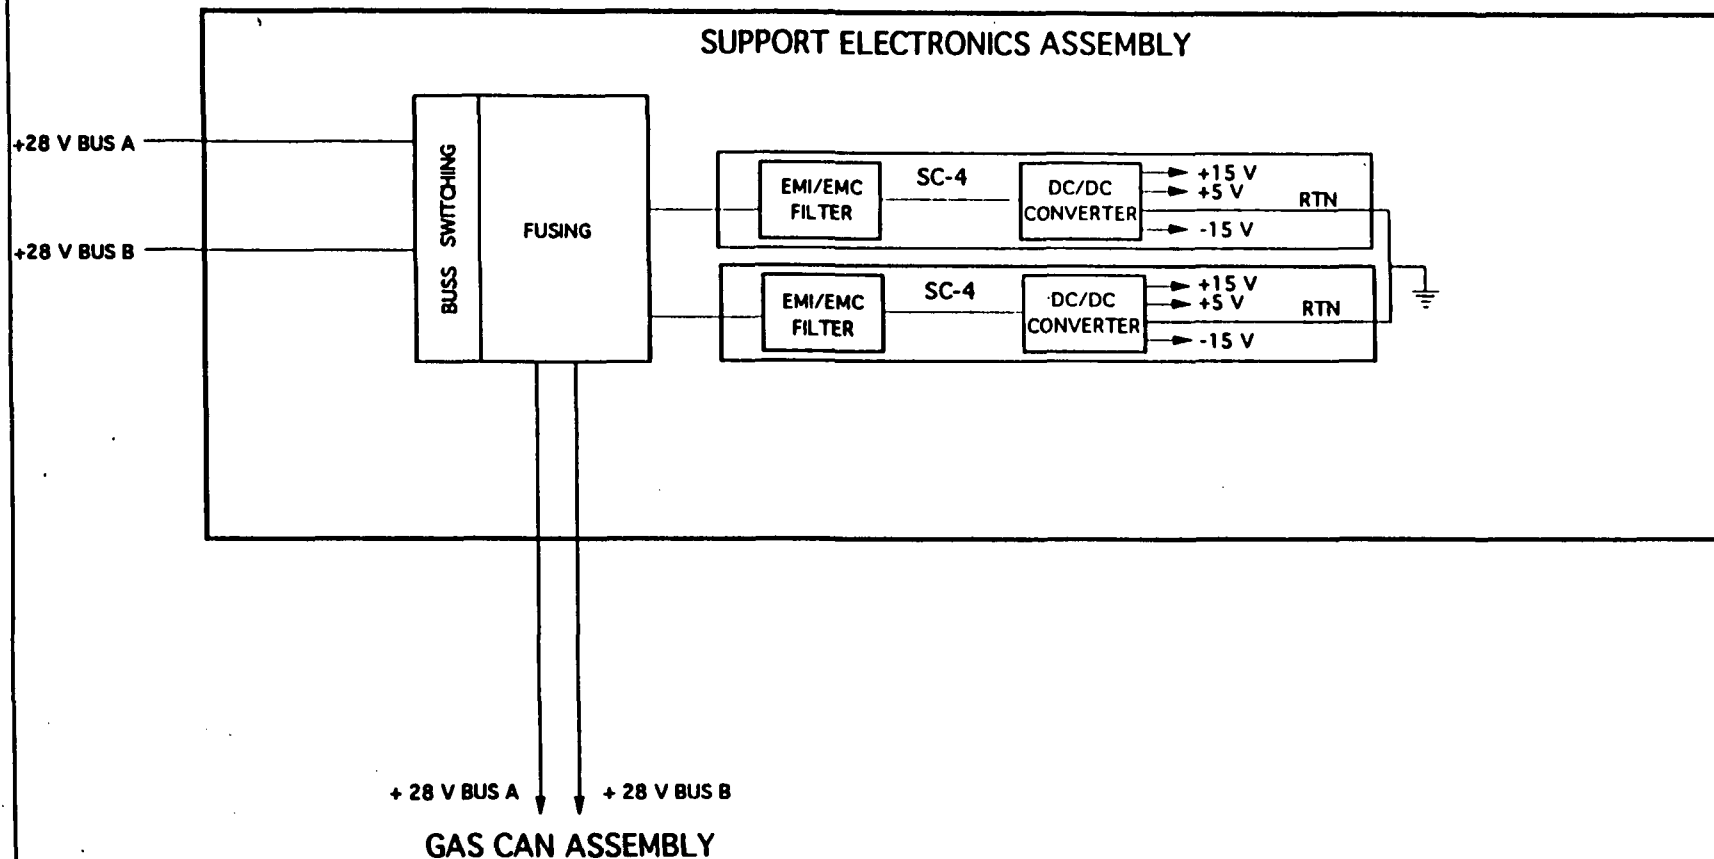 SUPPORT ELECTRONICS ASSEMBLY
+28 V BUS A
+28 V BUS B
BUSS SWITCHING
FUSING
EMI/EMC
FILTER
SC-4
DC/DC
CONVERTER
+15 V
+5 V
RTN
-15 V
EMI/EMC
FILTER
SC-4
DC/DC
CONVERTER
+15 V
+5 V
RTN
-15 V
+ 28 V BUS A
+ 28 V BUS B
GAS CAN ASSEMBLY